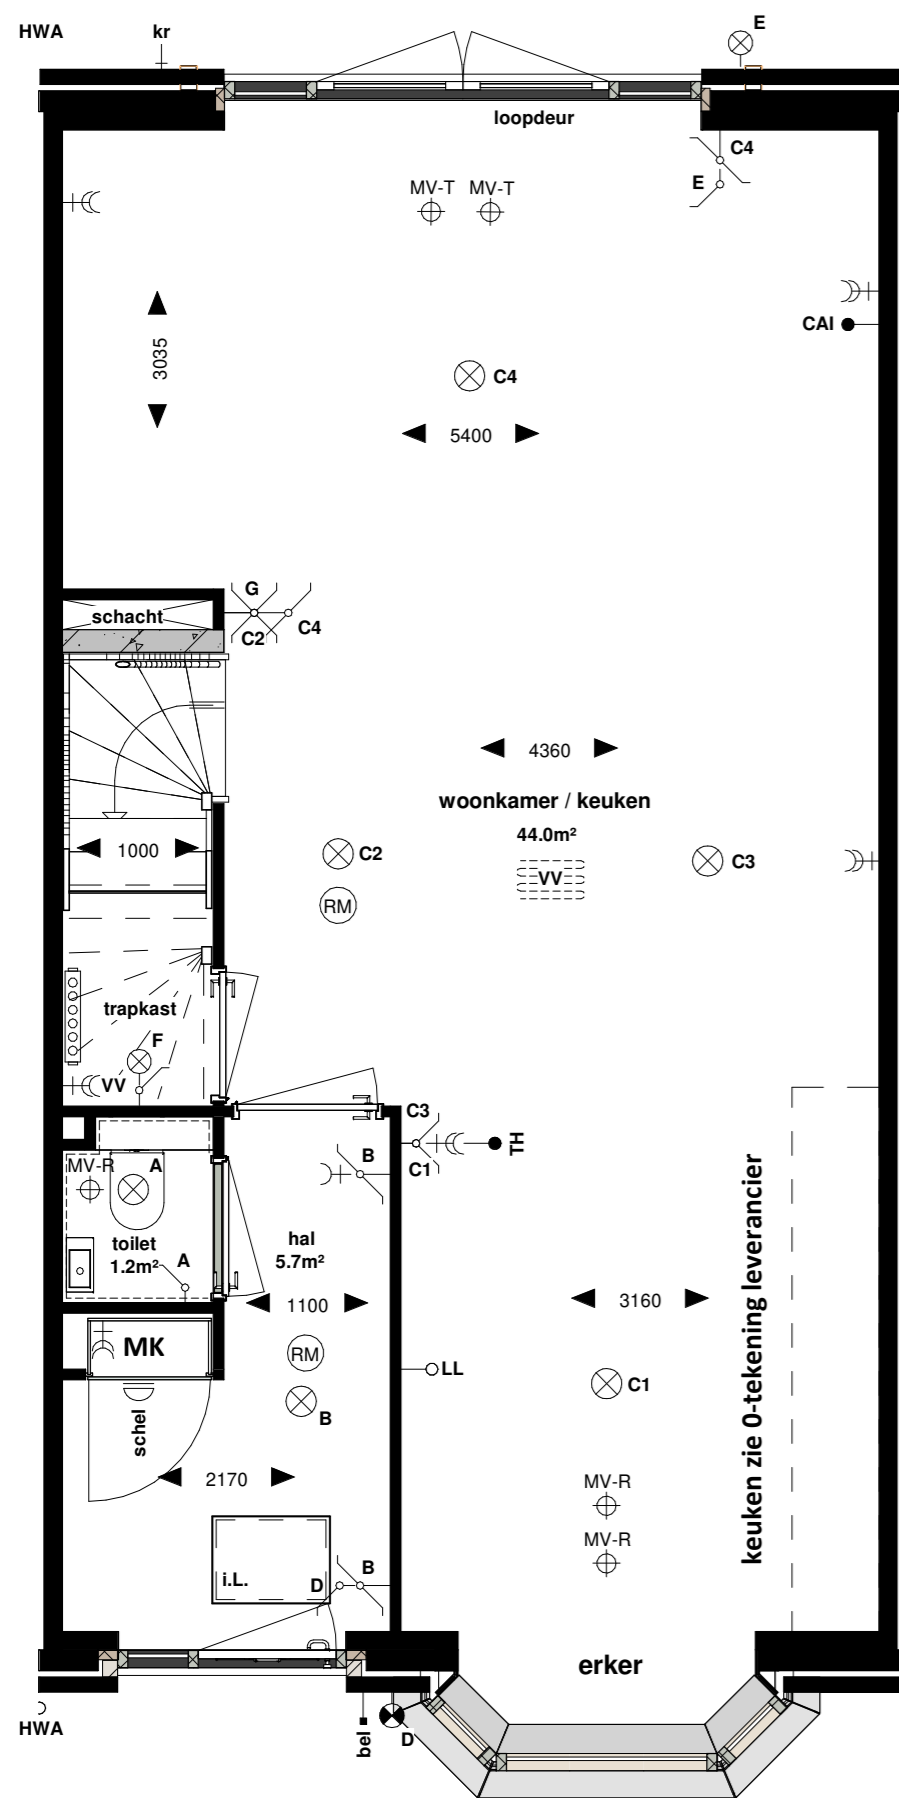 HWA
kr
E
loopdeur
C4
E
MV-T MV-T
3035
CAI
C4
5400
G
schacht
C2
C4
4360
woonkamer / keuken
44.0m²
1000
C2
C3
VV
RM
trapkast
F
VV
C3
C1
TH
B
MV-R
A
toilet
1.2m²
A
hal
5.7m²
1100
3160
keuken zie 0-tekening leverancier
MK
RM
LL
C1
schel
B
2170
MV-R
MV-R
i.L.
D
B
erker
HWA
bel
D